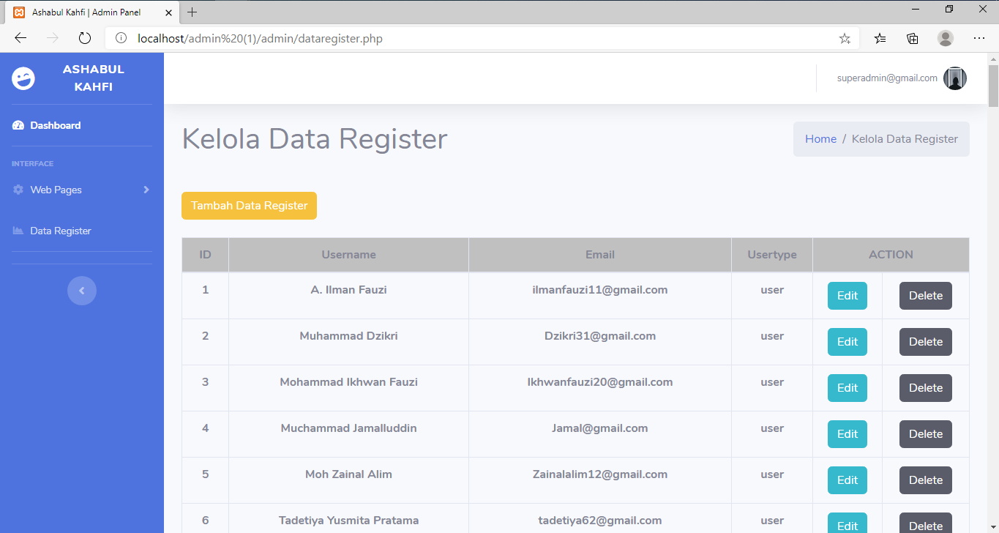 Ashabul Kahfi | Admin Panel
localhost/admin%20(1)/admin/dataregister.php
ASHABUL
KAHFI
superadmin@gmail.com
Dashboard
INTERFACE
Web Pages
Data Register
Kelola Data Register
Home / Kelola Data Register
Tambah Data Register
ID Username Email Usertype ACTION
1 A. Ilman Fauzi ilmanfauzi11@gmail.com user Edit Delete
2 Muhammad Dzikri Dzikri31@gmail.com user Edit Delete
3 Mohammad Ikhwan Fauzi Ikhwanfauzi20@gmail.com user Edit Delete
4 Muchammad Jamalluddin Jamal@gmail.com user Edit Delete
5 Moh Zainal Alim Zainalalim12@gmail.com user Edit Delete
6 Tadetiya Yusmita Pratama tadetiya62@gmail.com user Edit Delete